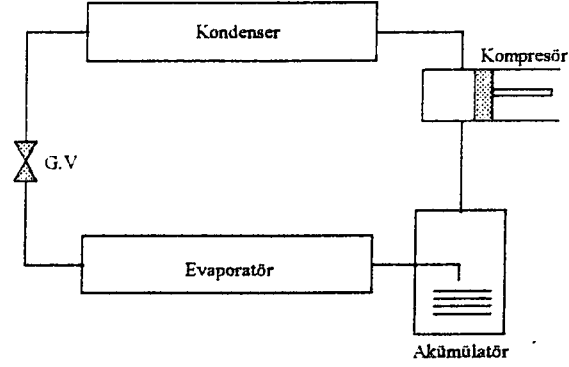 Kondenser
Kompresör
G.V
Evaporatör
Akümülatör